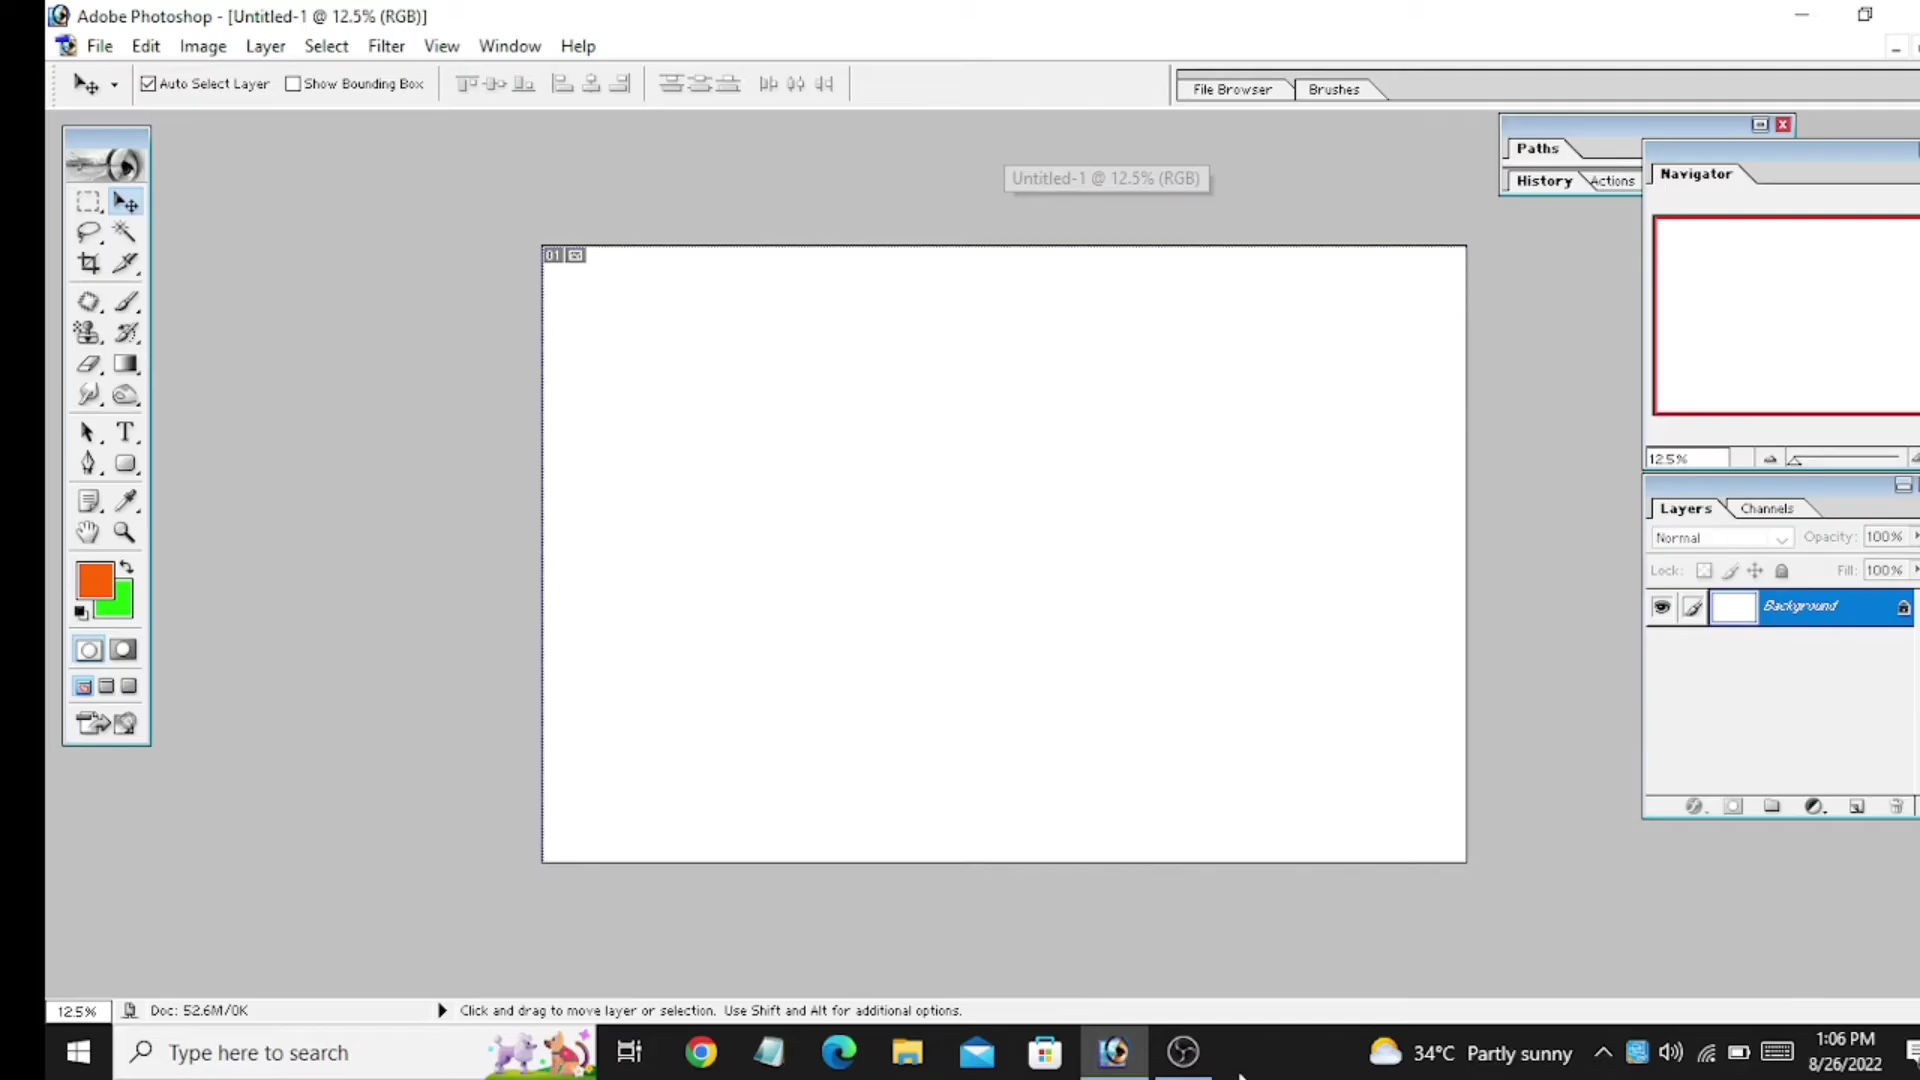 Adobe Photoshop - [Untitled-1 @ 12.5% (RGB)]
File Edit Image Layer Select Filter View Window Help
Auto Select Layer Show Bounding Box File Browser Brushes
Paths
History Actions
Untitled-1 @ 12.5% (RGB)
Navigator
01
12.5%
Layers Channels
Normal Opacity: 100%
Lock: Fill: 100%
Background
12.5% Doc: 52.6M/0K Click and drag to move layer or selection. Use Shift and Alt for additional options.
Type here to search
34°C Partly sunny
1:06 PM
8/26/2022